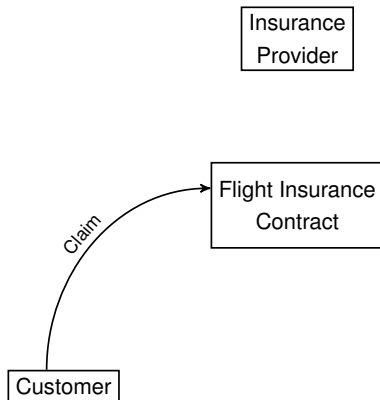 Insurance
Provider
Flight Insurance
Contract
Claim
Customer